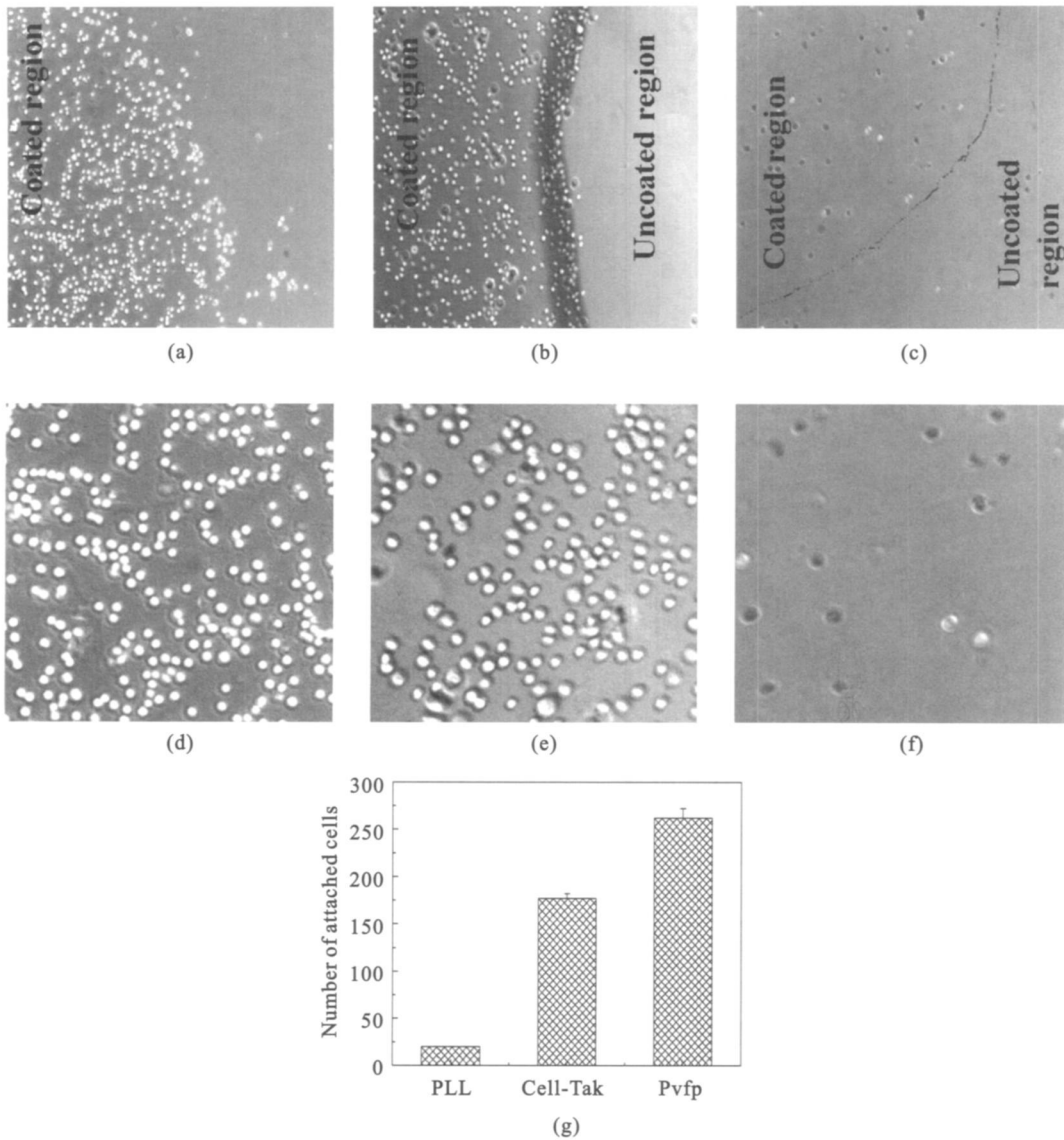 Coated region
Coated region
Uncoated region
Coated region
Uncoated
region
(a)
(b)
(c)
(d)
(e)
(f)
300
250
200
150
100
50
0
Number of attached cells
PLL
Cell-Tak
Pvfp
(g)